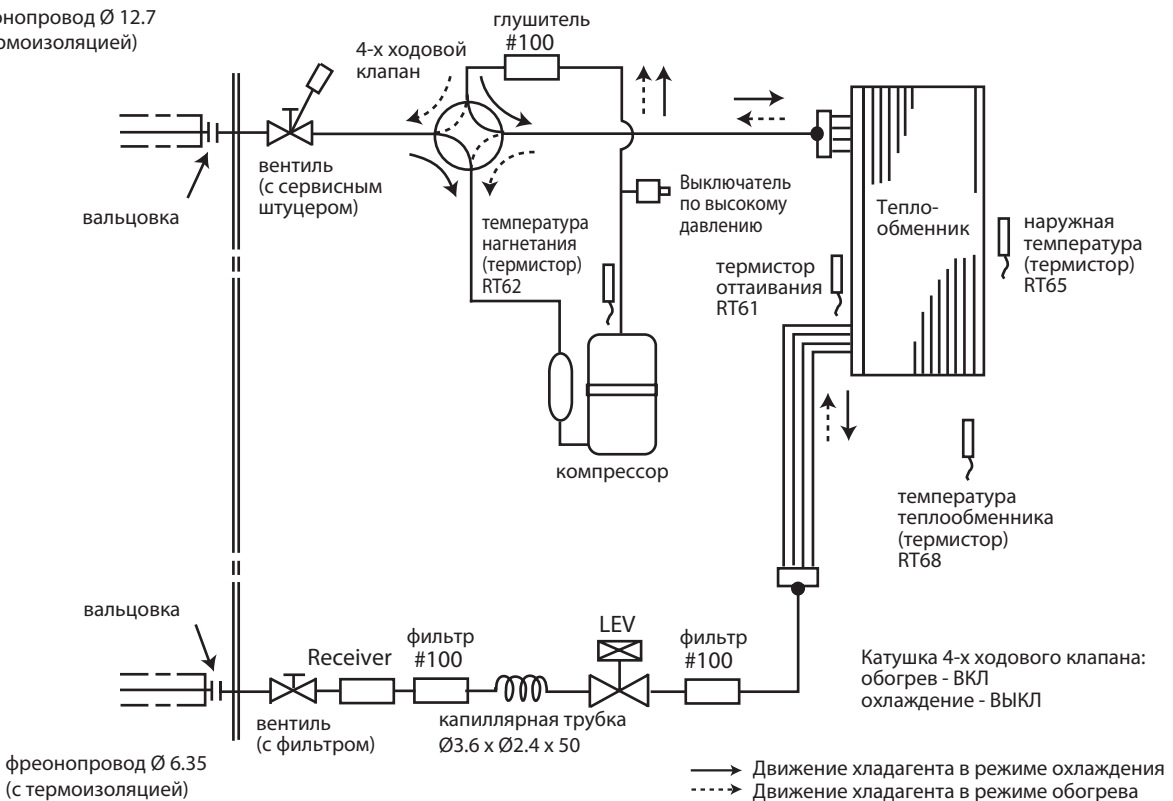 Ø 12.7
глушитель
#100
4-х ходовой
клапан
вентиль
(с сервисным
штуцером)
вальцовка
Выключатель
по высокому
давлению
температура
нагнетания
(термистор)
RT62
Тепло-
обменник
наружная
температура
(термистор)
RT65
термистор
оттаивания
RT61
компрессор
температура
теплообменника
(термистор)
RT68
вальцовка
Receiver
фильтр
#100
LEV
фильтр
#100
Катушка 4-х ходового клапана:
обогрев - ВКЛ
охлаждение - ВЫКЛ
вентиль
(с фильтром)
капиллярная трубка
Ø3.6 x Ø2.4 x 50
фреонопровод Ø 6.35
(с термоизоляцией)
Движение хладагента в режиме охлаждения
Движение хладагента в режиме обогрева